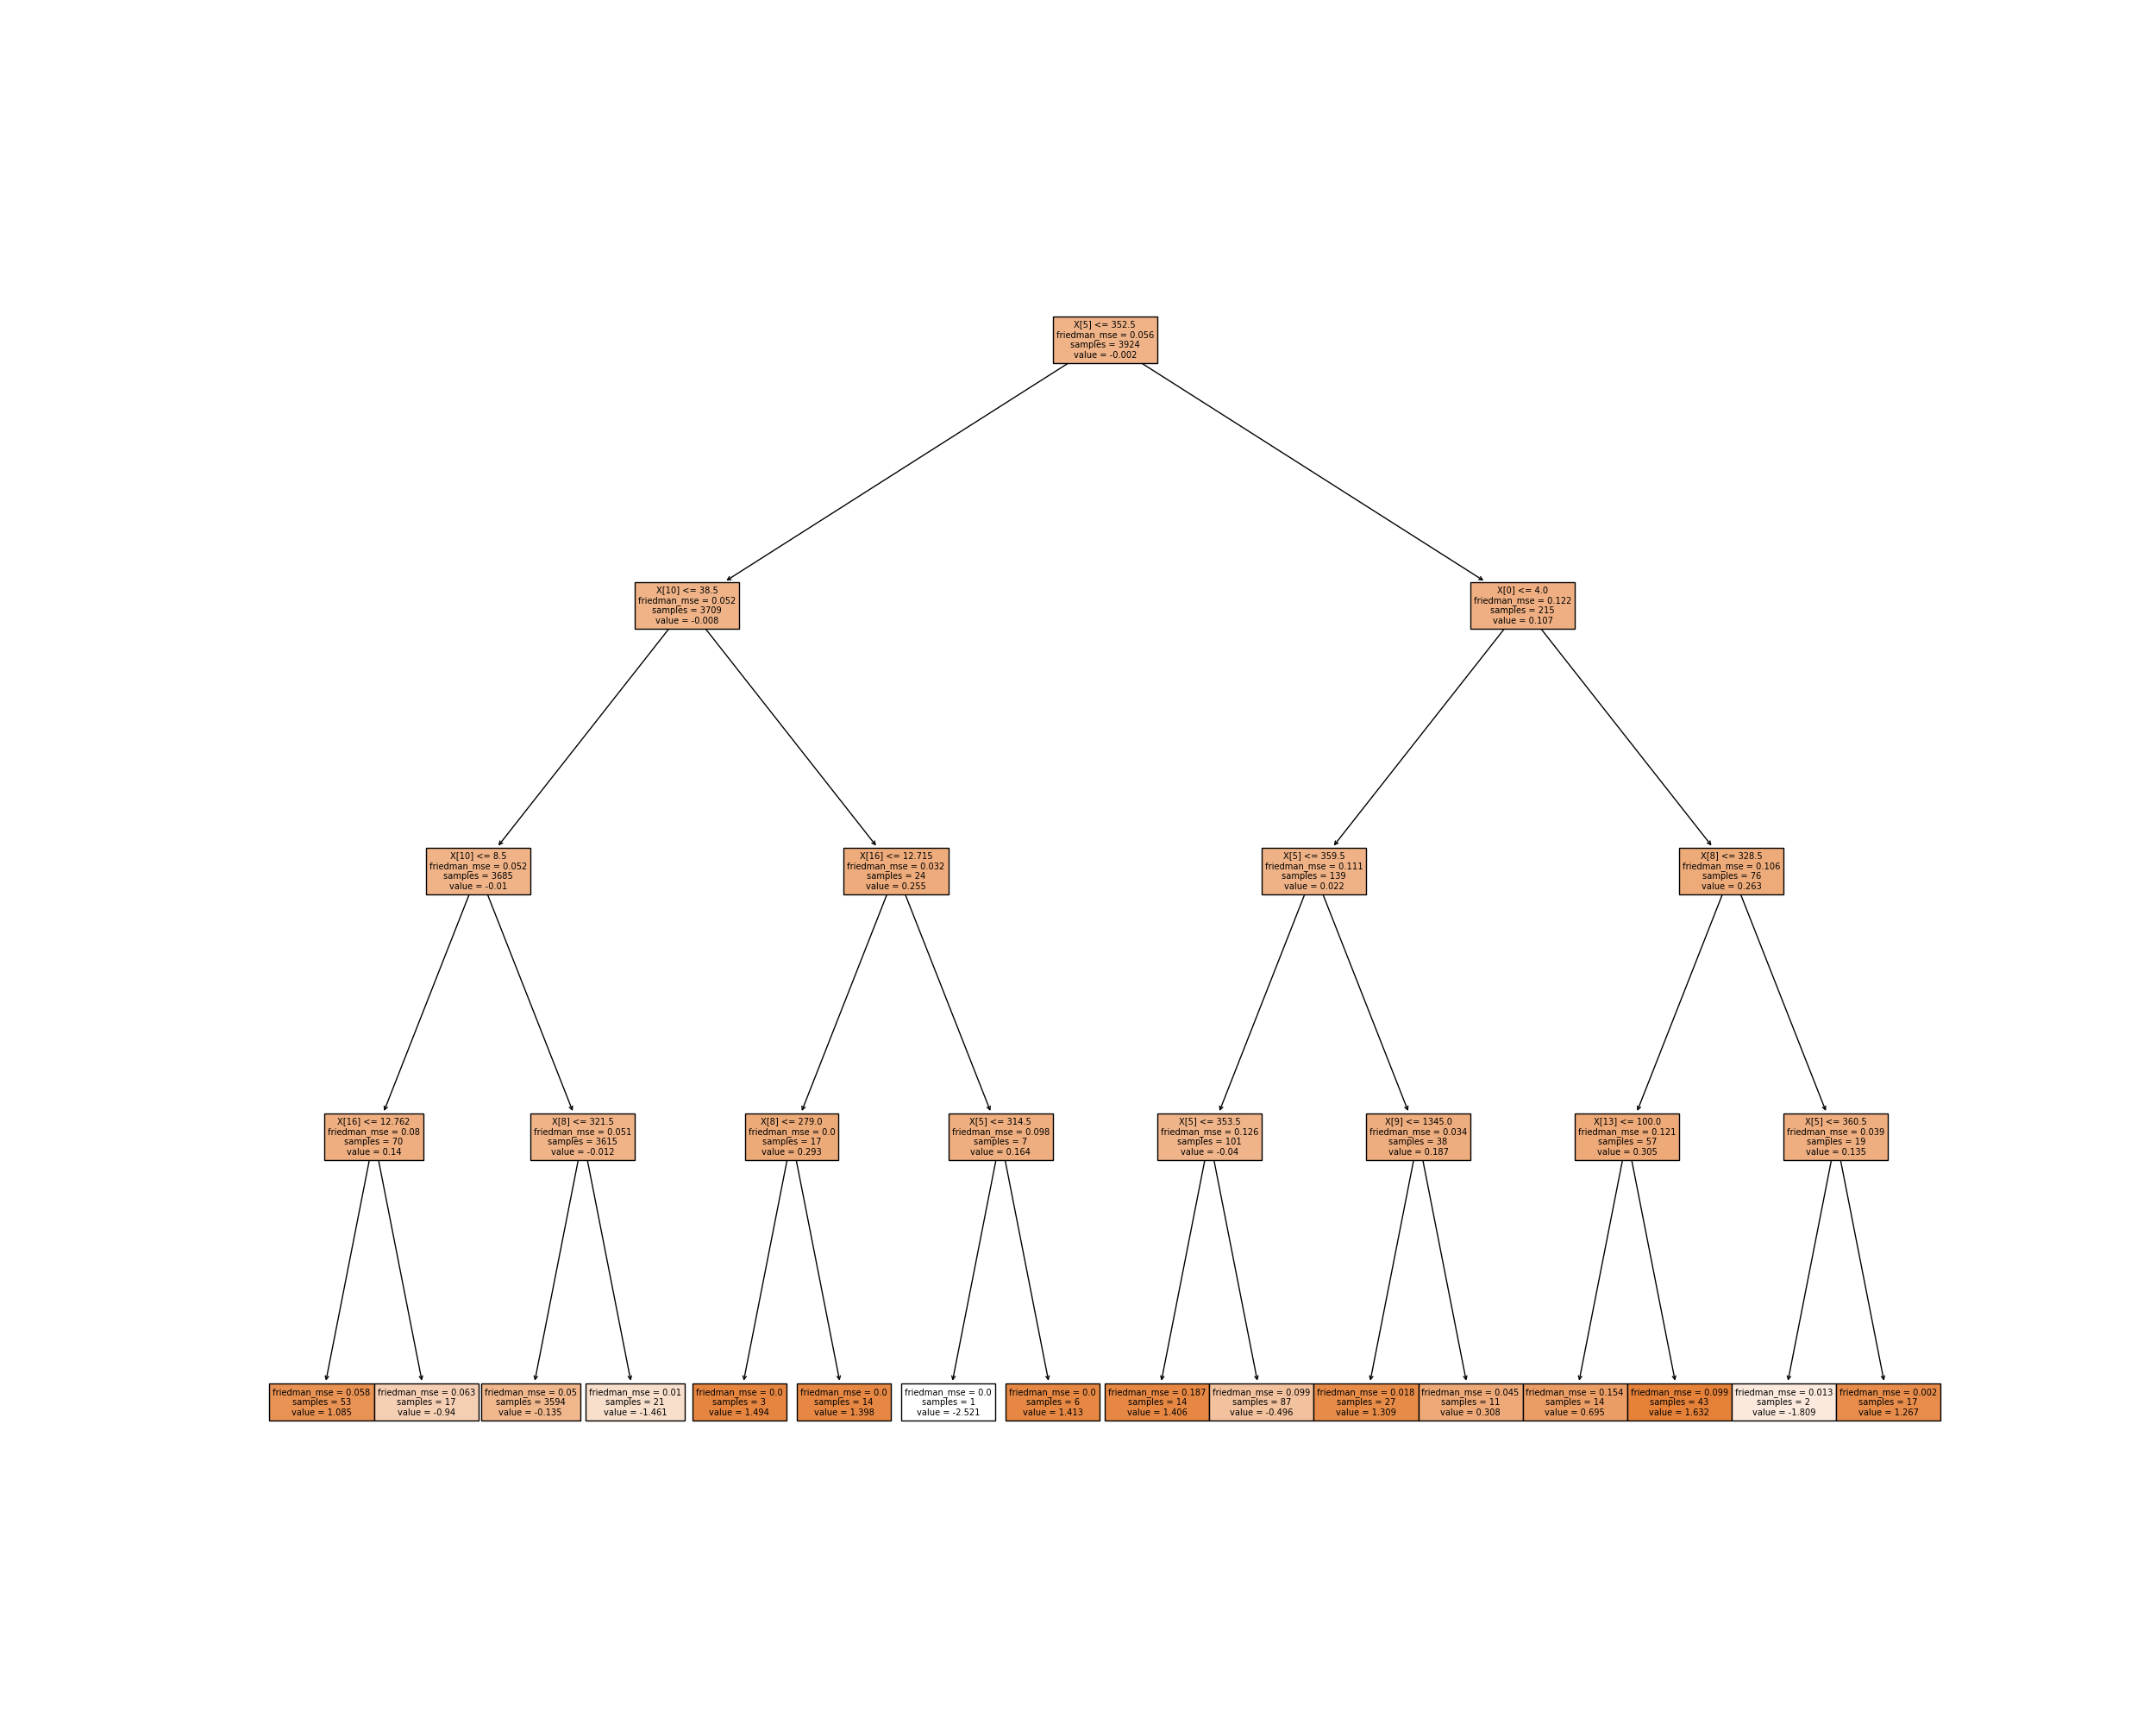 X[5] <= 352.5
friedman_mse = 0.056
samples = 3924
value = -0.002
X[10] <= 38.5
friedman_mse = 0.052
samples = 3709
value = -0.008
X[0] <= 4.0
friedman_mse = 0.122
samples = 215
value = 0.107
X[10] <= 8.5
friedman_mse = 0.052
samples = 3685
value = -0.01
X[16] <= 12.715
friedman_mse = 0.032
samples = 24
value = 0.255
X[5] <= 359.5
friedman_mse = 0.111
samples = 139
value = 0.022
X[8] <= 328.5
friedman_mse = 0.106
samples = 76
value = 0.263
X[16] <= 12.762
friedman_mse = 0.08
samples = 70
value = 0.14
X[8] <= 321.5
friedman_mse = 0.051
samples = 3615
value = -0.012
X[8] <= 279.0
friedman_mse = 0.0
samples = 17
value = 0.293
X[5] <= 314.5
friedman_mse = 0.098
samples = 7
value = 0.164
X[5] <= 353.5
friedman_mse = 0.126
samples = 101
value = -0.04
X[9] <= 1345.0
friedman_mse = 0.034
samples = 38
value = 0.187
X[13] <= 100.0
friedman_mse = 0.121
samples = 57
value = 0.305
X[5] <= 360.5
friedman_mse = 0.039
samples = 19
value = 0.135
friedman_mse = 0.058
samples = 53
value = 1.085
friedman_mse = 0.063
samples = 17
value = -0.94
friedman_mse = 0.05
samples = 3594
value = -0.135
friedman_mse = 0.01
samples = 21
value = -1.461
friedman_mse = 0.0
samples = 3
value = 1.494
friedman_mse = 0.0
samples = 14
value = 1.398
friedman_mse = 0.0
samples = 1
value = -2.521
friedman_mse = 0.0
samples = 6
value = 1.413
friedman_mse = 0.187
samples = 14
value = 1.406
friedman_mse = 0.099
samples = 87
value = -0.496
friedman_mse = 0.018
samples = 27
value = 1.309
friedman_mse = 0.045
samples = 11
value = 0.308
friedman_mse = 0.154
samples = 14
value = 0.695
friedman_mse = 0.099
samples = 43
value = 1.632
friedman_mse = 0.013
samples = 2
value = -1.809
friedman_mse = 0.002
samples = 17
value = 1.267